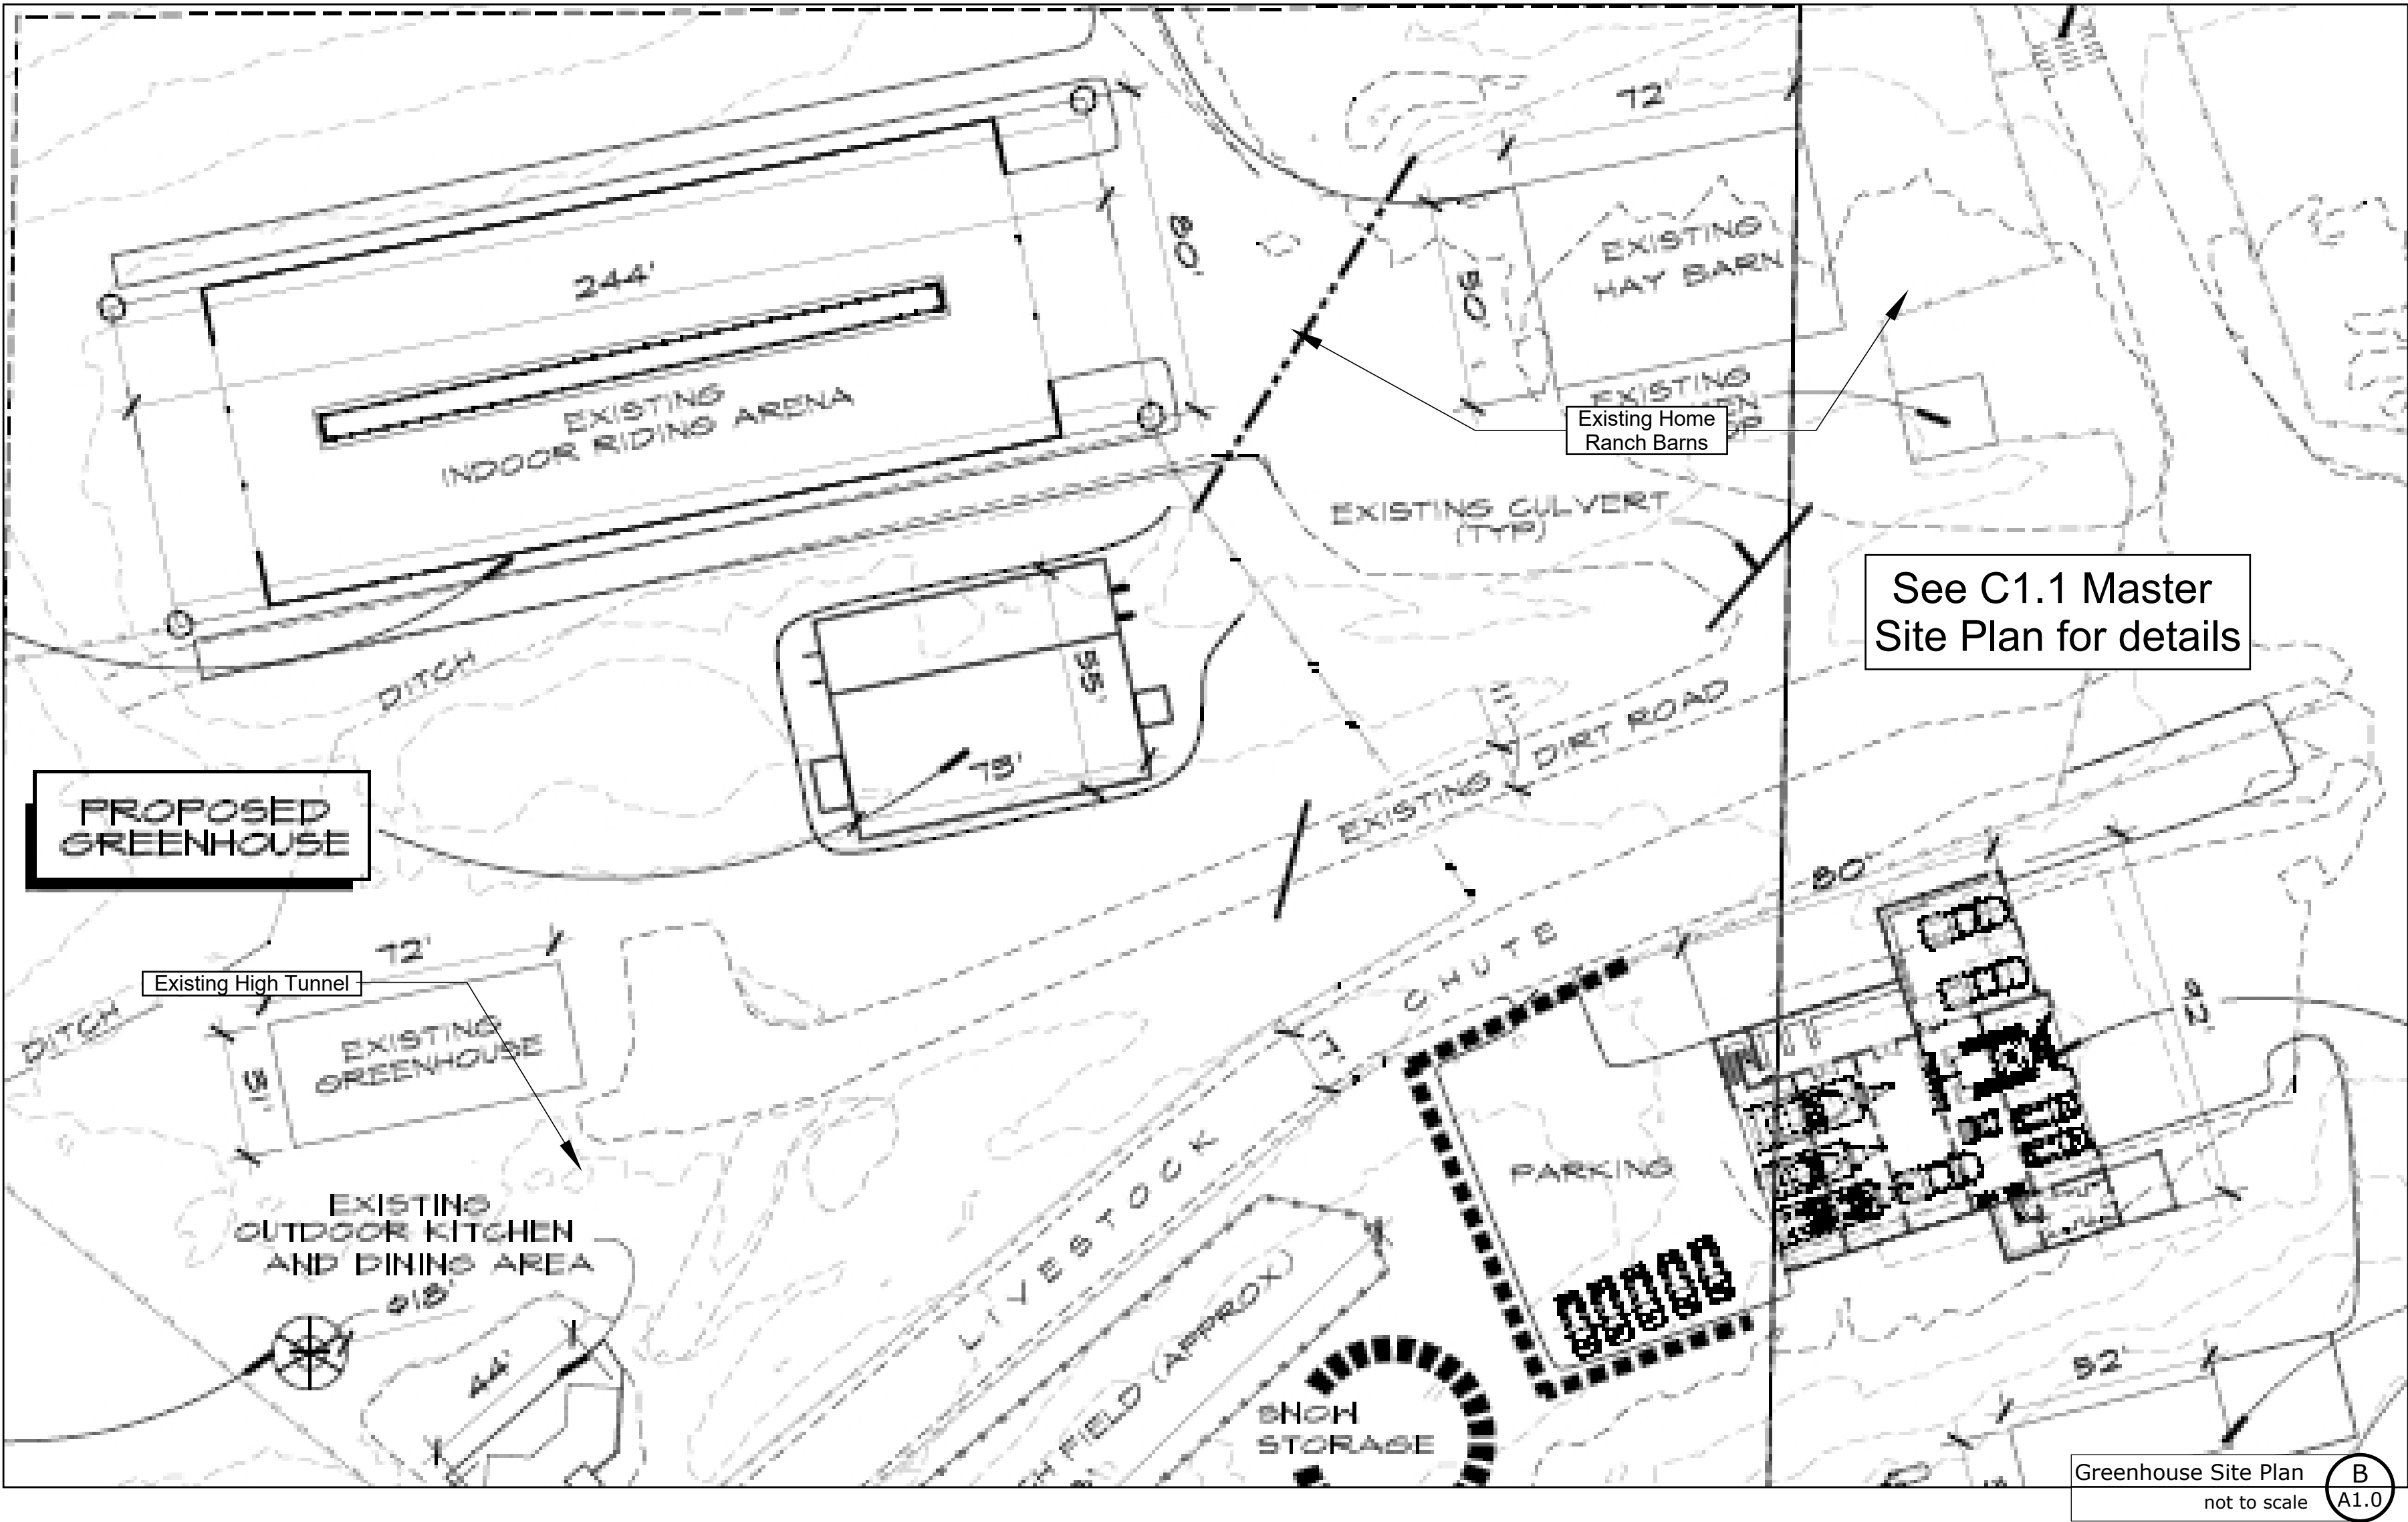 72'
80'
244'
EXISTING
HAY BARN
50'
EXISTING
INDOOR RIDING ARENA
EXISTING
Existing Home
Ranch Barns
EXISTING CULVERT
(TYP)
See C1.1 Master
Site Plan for details
55'
DITCH
EXISTING DIRT ROAD
75'
PROPOSED
GREENHOUSE
80'
72'
Existing High Tunnel
CHUTE
DITCH
EXISTING
GREENHOUSE
PARKING
LIVESTOCK
EXISTING
OUTDOOR KITCHEN
AND DINING AREA
ø18'
44'
FIELD (APPROX)
SNOW
STORAGE
Greenhouse Site Plan
not to scale
B
A1.0